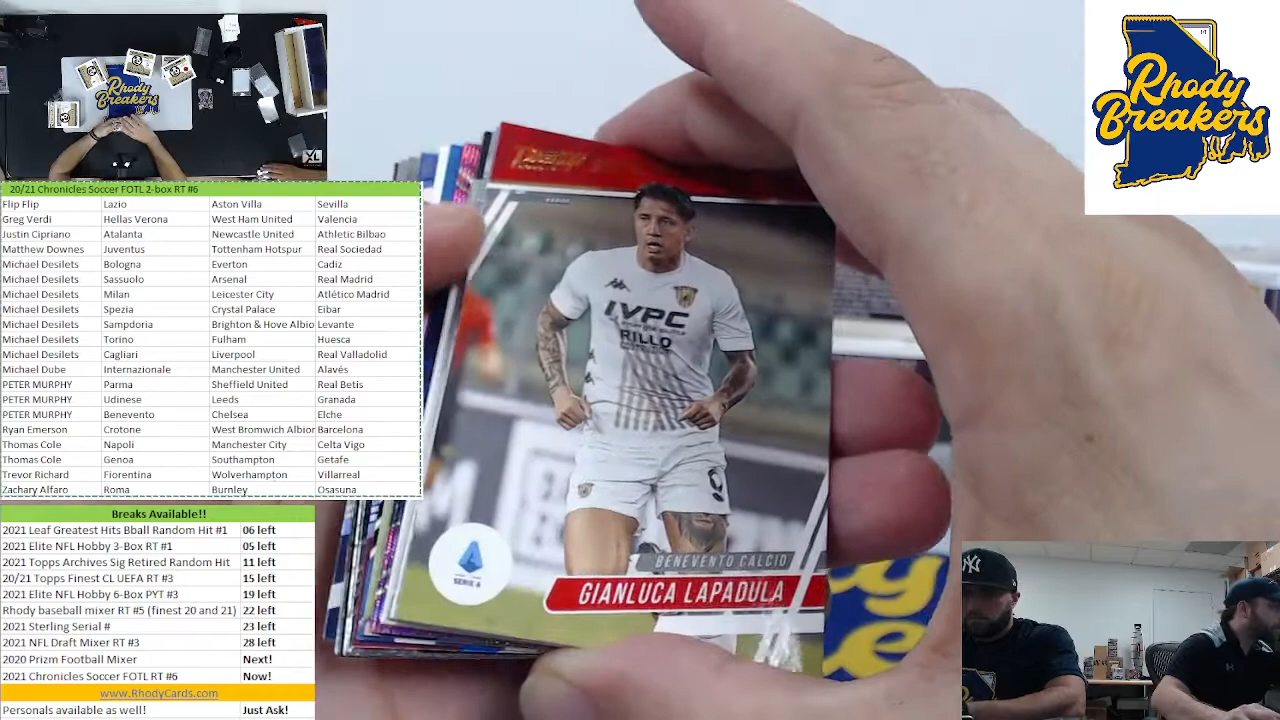 20/21 Chronicles Soccer FOTL 2-box RT #6
Flip Flip Lazio Aston Villa Sevilla
Greg Verdi Hellas Verona West Ham United Valencia
Justin Cipriano Atalanta Newcastle United Athletic Bilbao
Matthew Downes Juventus Tottenham Hotspur Real Sociedad
Michael Desilets Bologna Everton Cadiz
Michael Desilets Sassuolo Arsenal Real Madrid
Michael Desilets Milan Leicester City Atlético Madrid
Michael Desilets Spezia Crystal Palace Eibar
Michael Desilets Sampdoria Brighton & Hove Albio Levante
Michael Desilets Torino Fulham Huesca
Michael Desilets Cagliari Liverpool Real Valladolid
Michael Dube Internazionale Manchester United Alavés
PETER MURPHY Parma Sheffield United Real Betis
PETER MURPHY Udinese Leeds Granada
PETER MURPHY Benevento Chelsea Elche
Ryan Emerson Crotone West Bromwich Albion Barcelona
Thomas Cole Napoli Manchester City Celta Vigo
Thomas Cole Genoa Southampton Getafe
Trevor Richard Fiorentina Wolverhampton Villarreal
Zachary Alfaro Roma Burnley Osasuna
Breaks Available!!
2021 Leaf Greatest Hits Bball Random Hit #1 06 left
2021 Elite NFL Hobby 3-Box RT #1 05 left
2021 Topps Archives Sig Retired Random Hit 11 left
20/21 Topps Finest CL UEFA RT #3 15 left
2021 Elite NFL Hobby 6-Box PYT #3 19 left
Rhody baseball mixer RT #5 (finest 20 and 21) 22 left
2021 Sterling Serial # 23 left
2021 NFL Draft Mixer RT #3 28 left
2020 Prizm Football Mixer Next!
2021 Chronicles Soccer FOTL RT #6 Now!
www.RhodyCards.com
Personals available as well! Just Ask!
Rhody
Breakers
XL
IVPC
RILLO
9
SERIE A
BENEVENTO CALCIO
GIANLUCA LAPADULA
Rhody
Breakers